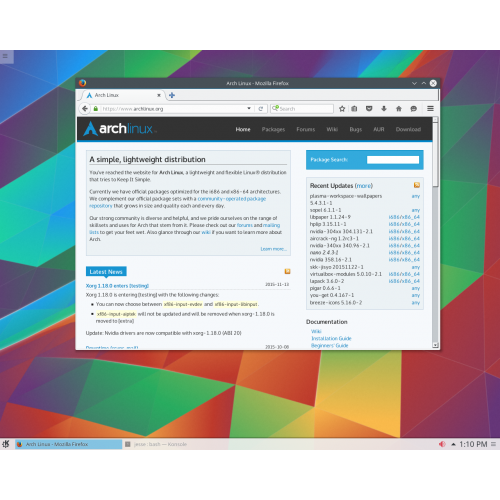 Arch Linux - Mozilla Firefox
Arch Linux
https://www.archlinux.org
Search
archlinux
Home Packages Forums Wiki Bugs AUR Download
A simple, lightweight distribution
You've reached the website for Arch Linux, a lightweight and flexible Linux® distribution
that tries to Keep It Simple.
Currently we have official packages optimized for the i686 and x86-64 architectures.
We complement our official package sets with a community-operated package
repository that grows in size and quality each and every day.
Our strong community is diverse and helpful, and we pride ourselves on the range of
skillsets and uses for Arch that stem from it. Please check out our forums and mailing
lists to get your feet wet. Also glance through our wiki if you want to learn more about
Arch.
Learn more...
Latest News
Xorg 1.18.0 enters [testing]
2015-11-13
Xorg 1.18.0 is entering [testing] with the following changes:
You can now choose between xf86-input-evdev and xf86-input-libinput.
xf86-input-aiptek will not be updated and will be removed when xorg-1.18.0 is
moved to [extra]
Update: Nvidia drivers are now compatible with xorg-1.18.0 (ABI 20)
2015-10-08
Package Search:
Recent Updates (more)
plasma-workspace-wallpapers any
5.4.3.1-1
vspei 6.1.1-1 any
libpaper 1.1.24-9 i686/x86_64
hplip 3.15.11-1 i686/x86_64
nvidia-304xx 304.131-2.1 i686/x86_64
aircrack-ng 1.2rc3-1 i686/x86_64
nvidia-340xx 340.96-2.1 i686/x86_64
nano 2.4.3-1 i686/x86_64
nvidia 358.16-2.1 i686/x86_64
skk-jisyo 20151122-1 any
virtualbox-modules 5.0.10-2.1 i686/x86_64
lxpack 3.6.0-2 i686/x86_64
pigar 0.6.6-1 any
you-get 0.4.167-1 any
breeze-icons 5.16.0-2 any
Documentation
Wiki
Installation Guide
Beginners' Guide
Arch Linux - Mozilla Firefox
1:10 PM